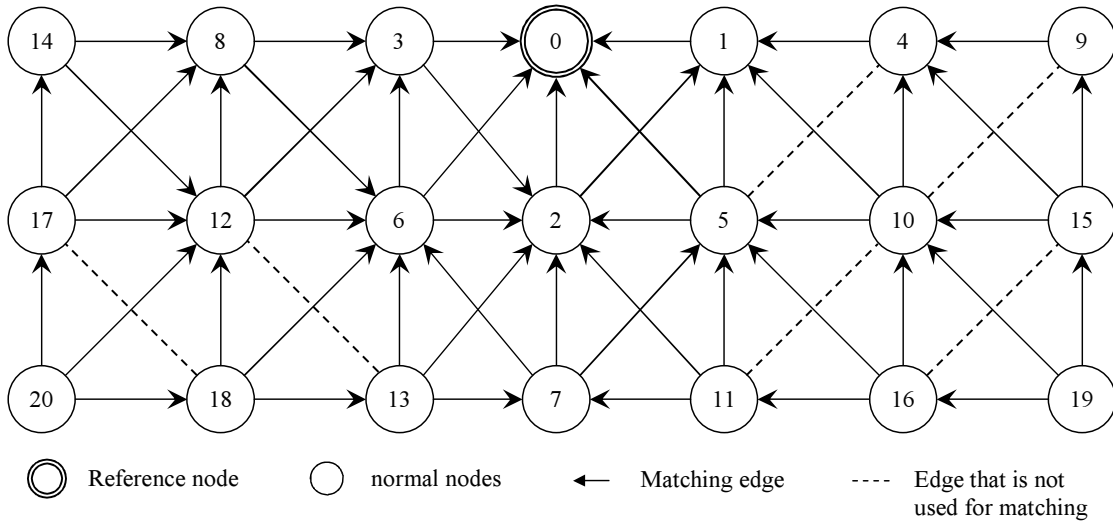 14 8 3 0 1 4 9
17 12 6 2 5 10 15
20 18 13 7 11 16 19
Reference node normal nodes Matching edge Edge that is not
used for matching